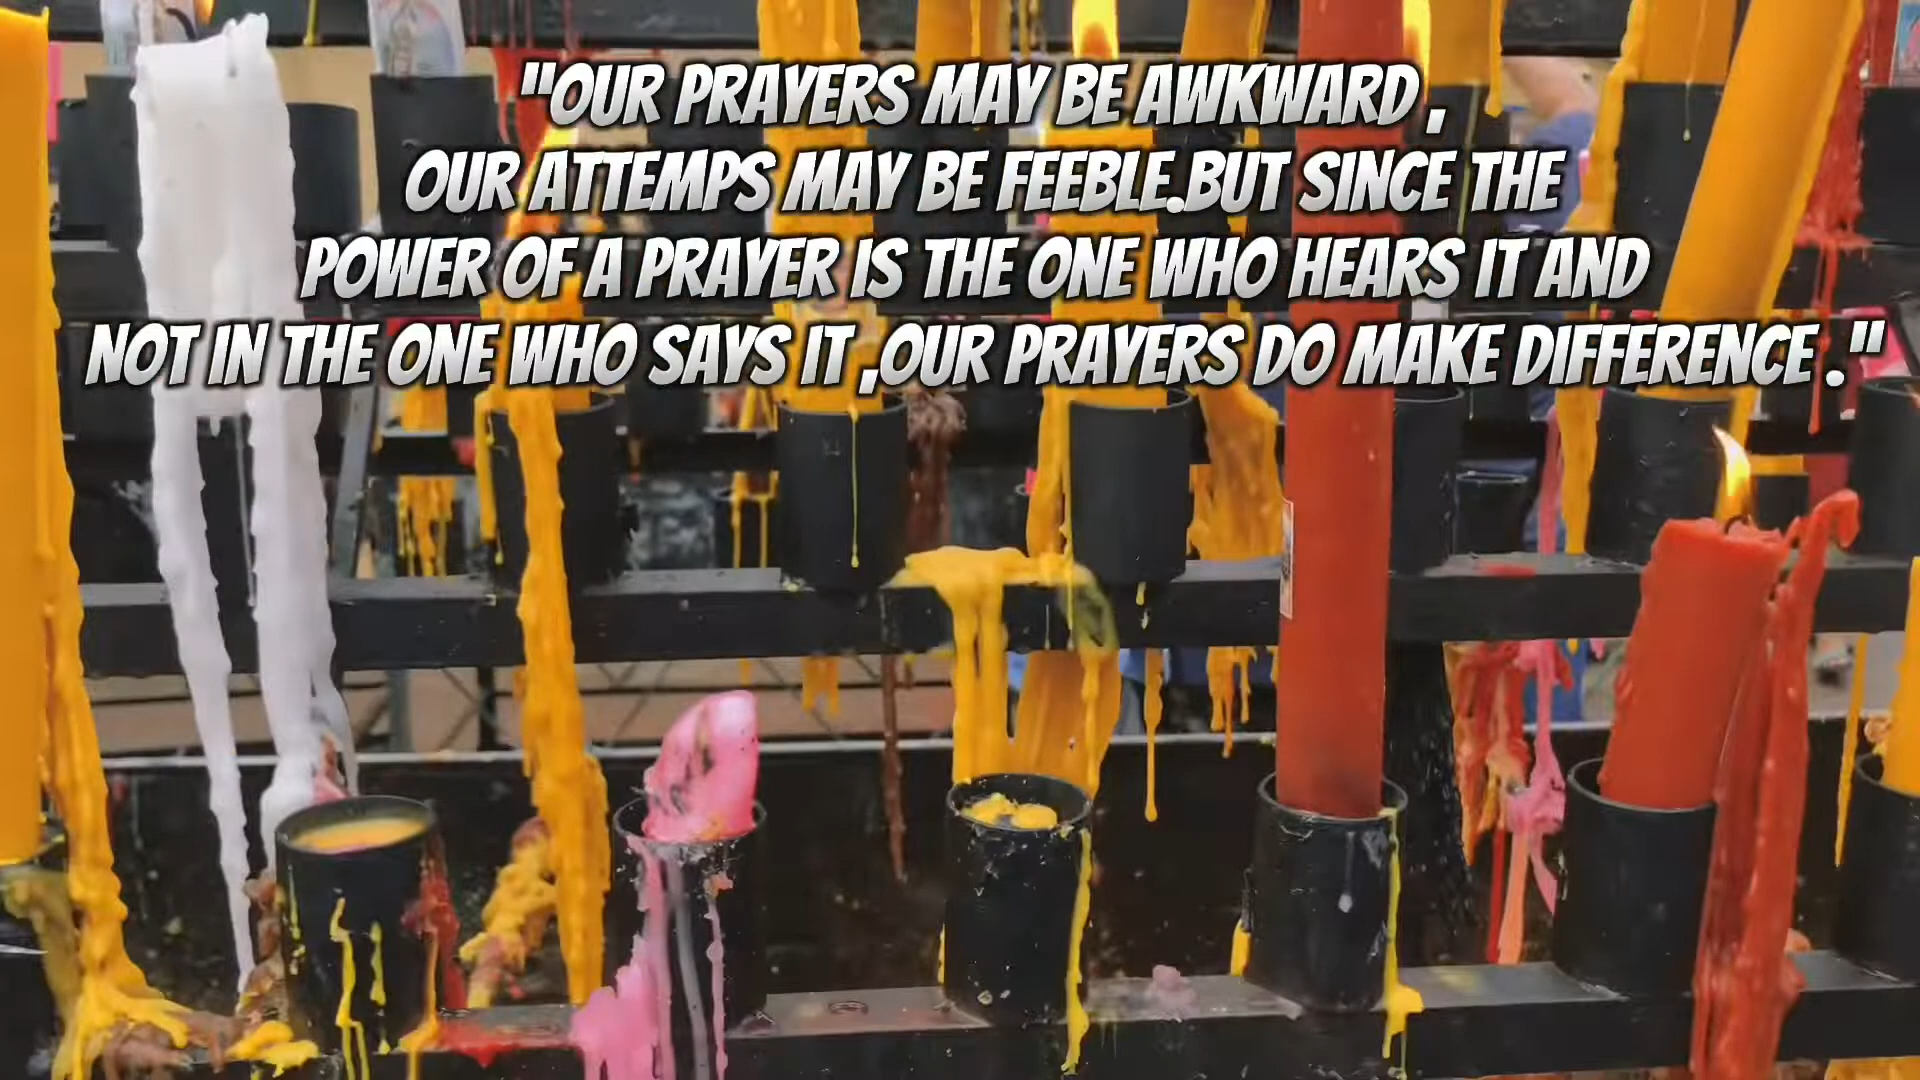 "OUR PRAYERS MAY BE AWKWARD ,
OUR ATTEMPS MAY BE FEEBLE.BUT SINCE THE
POWER OF A PRAYER IS THE ONE WHO HEARS IT AND
NOT IN THE ONE WHO SAYS IT ,OUR PRAYERS DO MAKE DIFFERENCE ."